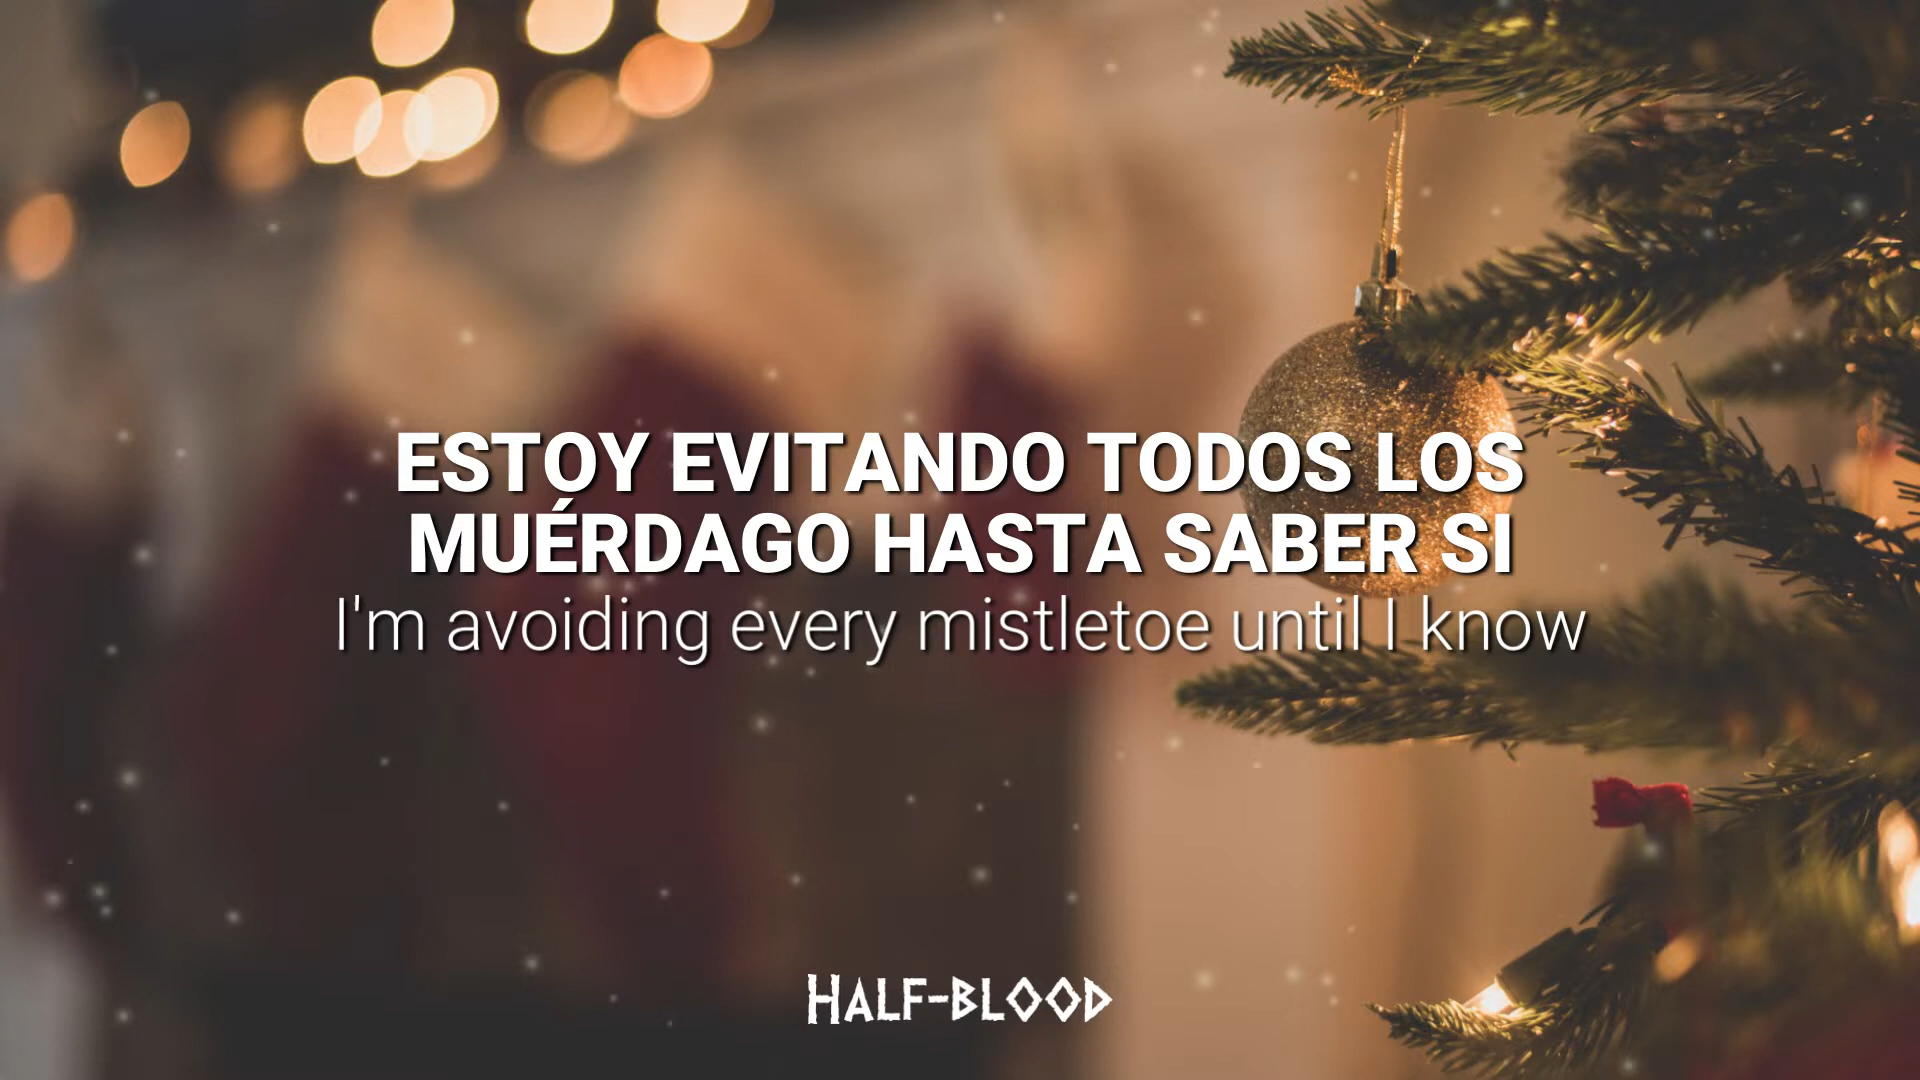 ESTOY EVITANDO TODOS LOS
MUÉRDAGO HASTA SABER SI
I'm avoiding every mistletoe until I know
HALF-BLOOD